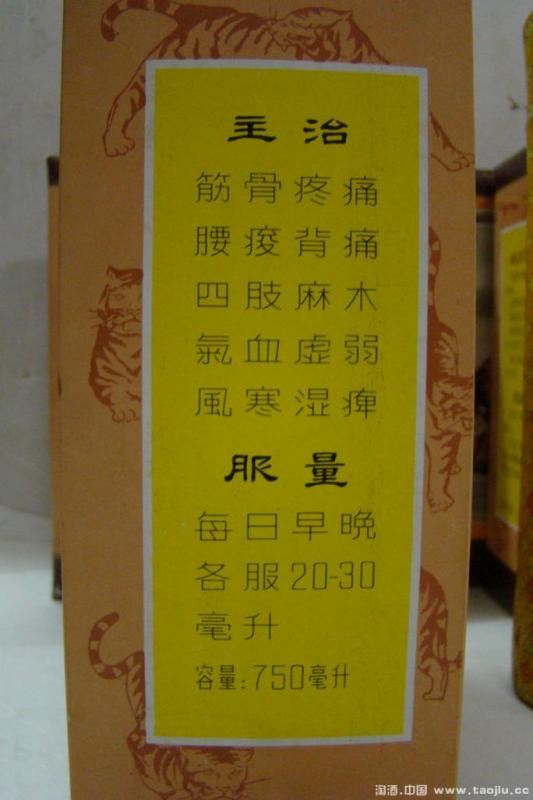 主治
筋骨疼痛
腰痠背痛
四肢麻木
氣血虚弱
風寒湿痺
服量
每日早晚
各服20-30
毫升
容量:750毫升
淘酒.中国 www.taojiu.cc